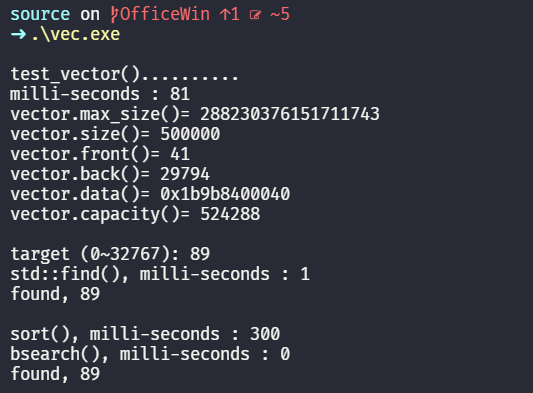 source on OfficeWin ↑1 ~5
➜ .\vec.exe
test_vector()..........
milli-seconds : 81
vector.max_size()= 288230376151711743
vector.size()= 500000
vector.front()= 41
vector.back()= 29794
vector.data()= 0x1b9b8400040
vector.capacity()= 524288
target (0~32767): 89
std::find(), milli-seconds : 1
found, 89
sort(), milli-seconds : 300
bsearch(), milli-seconds : 0
found, 89